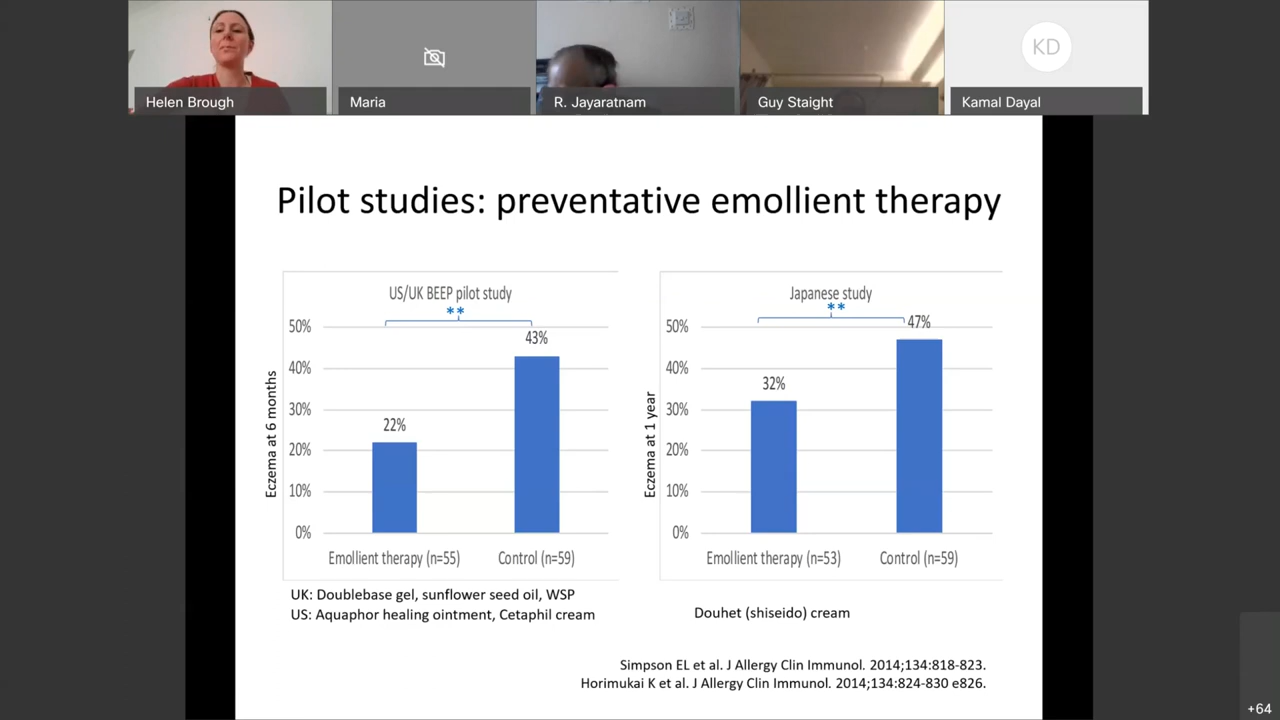 KD
Helen Brough
Maria
R. Jayaratnam
Guy Staight
Kamal Dayal
Pilot studies: preventative emollient therapy
US/UK BEEP pilot study
**
50%
43%
40%
30%
22%
20%
10%
0%
Eczema at 6 months
Emollient therapy (n=55)
Control (n=59)
UK: Doublebase gel, sunflower seed oil, WSP
US: Aquaphor healing ointment, Cetaphil cream
Japanese study
**
47%
50%
40%
32%
30%
20%
10%
0%
Eczema at 1 year
Emollient therapy (n=53)
Control (n=59)
Douhet (shiseido) cream
Simpson EL et al. J Allergy Clin Immunol. 2014;134:818-823.
Horimukai K et al. J Allergy Clin Immunol. 2014;134:824-830 e826.
+64